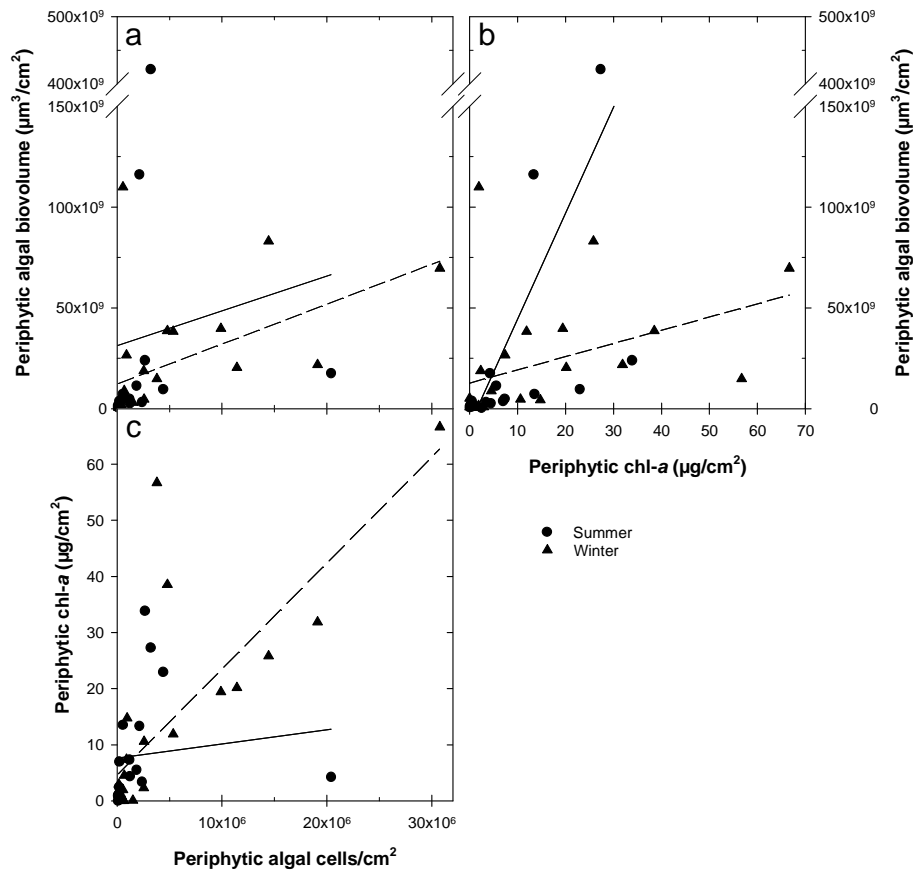 a
b
500x10⁹
400x10⁹
150x10⁹
100x10⁹
50x10⁹
0
Periphytic algal biovolume (µm³/cm²)
500x10⁹
400x10⁹
150x10⁹
100x10⁹
50x10⁹
0
Periphytic algal biovolume (µm³/cm²)
0 10 20 30 40 50 60 70
Periphytic chl-a (µg/cm²)
c
60
50
40
30
20
10
0
Periphytic chl-a (µg/cm²)
0 10x10⁶ 20x10⁶ 30x10⁶
Periphytic algal cells/cm²
Summer
Winter